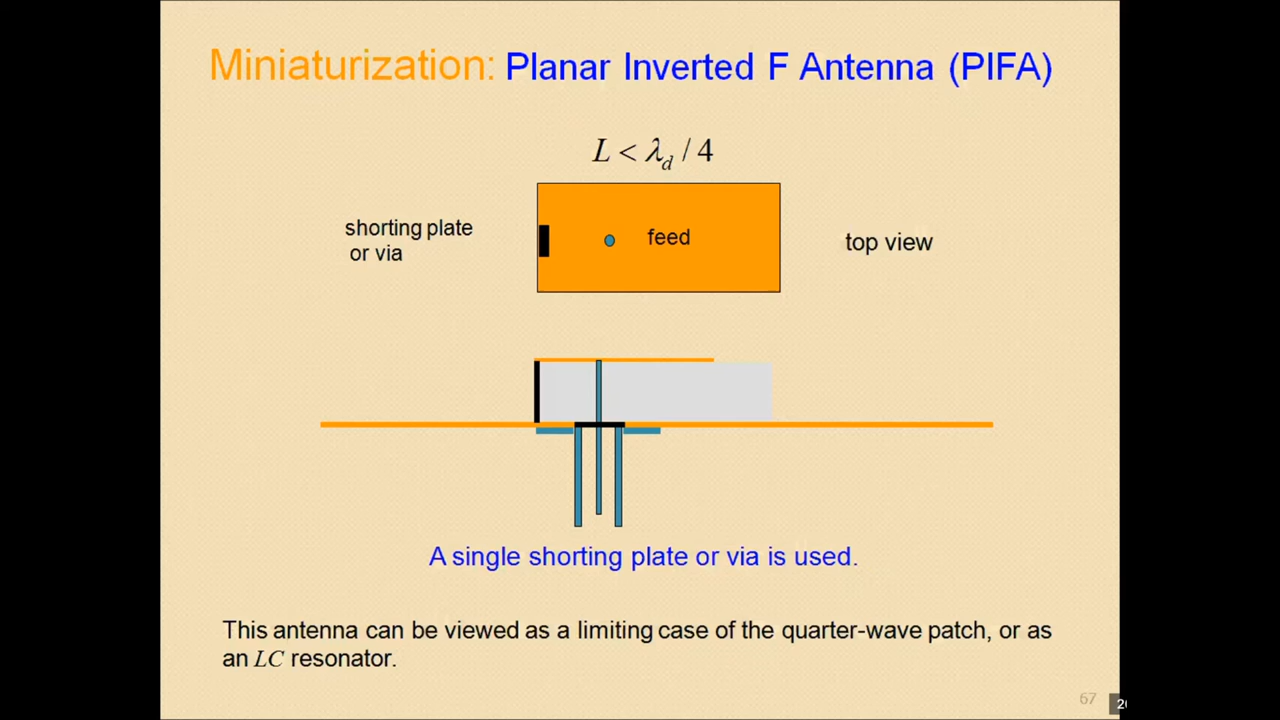 Miniaturization: Planar Inverted F Antenna (PIFA)
L < λd / 4
shorting plate
or via
feed
top view
A single shorting plate or via is used.
This antenna can be viewed as a limiting case of the quarter-wave patch, or as
an LC resonator.
67